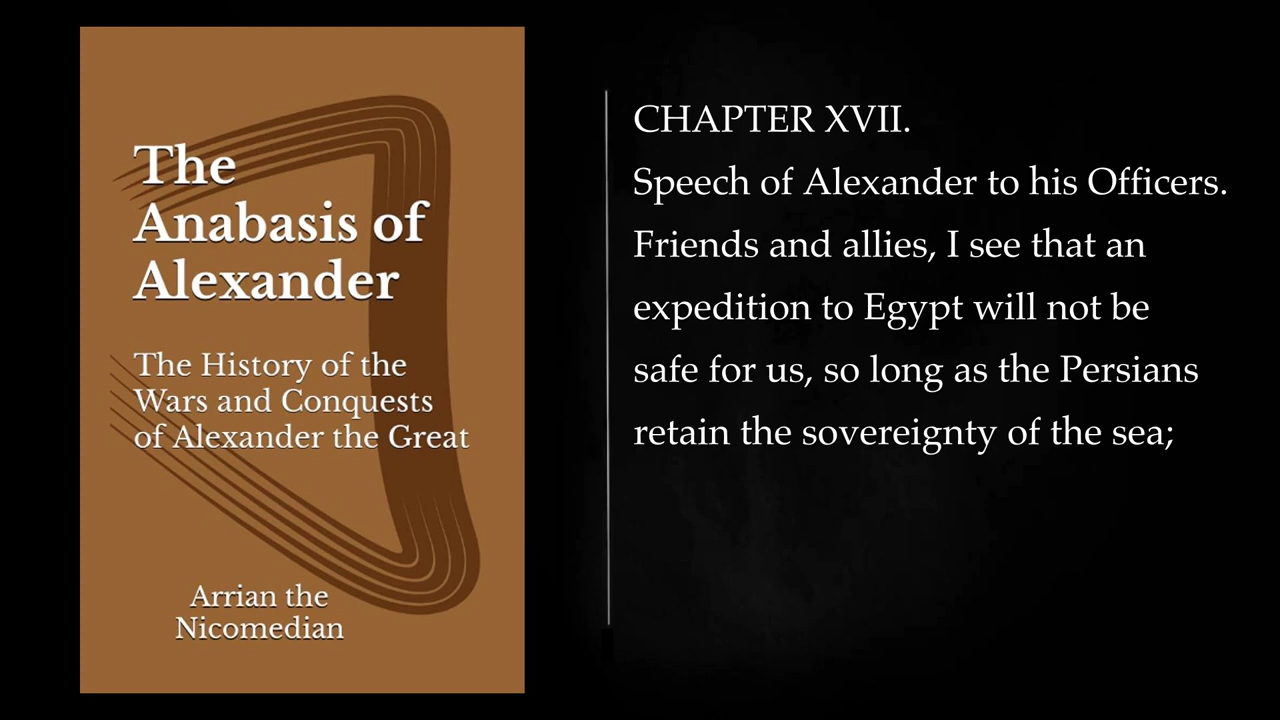 The
Anabasis of
Alexander
The History of the
Wars and Conquests
of Alexander the Great
Arrian the
Nicomedian
CHAPTER XVII.
Speech of Alexander to his Officers.
Friends and allies, I see that an
expedition to Egypt will not be
safe for us, so long as the Persians
retain the sovereignty of the sea;